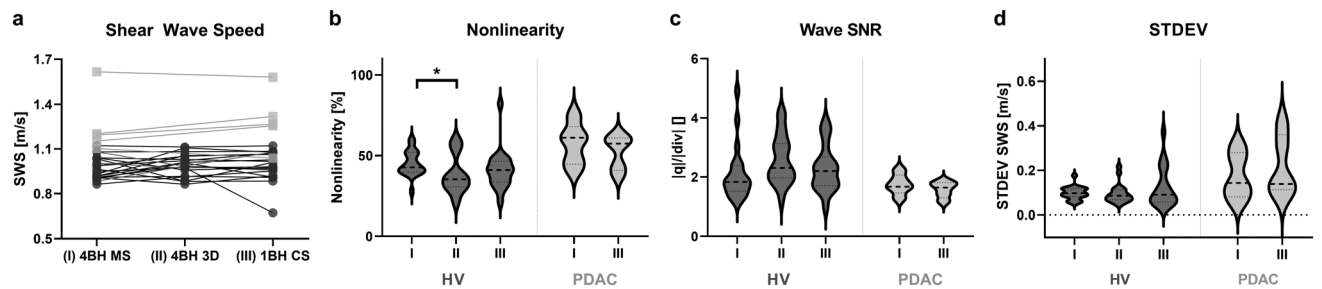 a
Shear Wave Speed
SWS [m/s]
1.7
1.4
1.1
0.8
0.5
(I) 4BH MS (II) 4BH 3D (III) 1BH CS
b
Nonlinearity
Nonlinearity [%]
100
50
0
*
I II III I III
HV PDAC
c
Wave SNR
|q|/|div| []
6
4
2
0
I II III I III
HV PDAC
d
STDEV
STDEV SWS [m/s]
0.6
0.4
0.2
0.0
I II III I III
HV PDAC